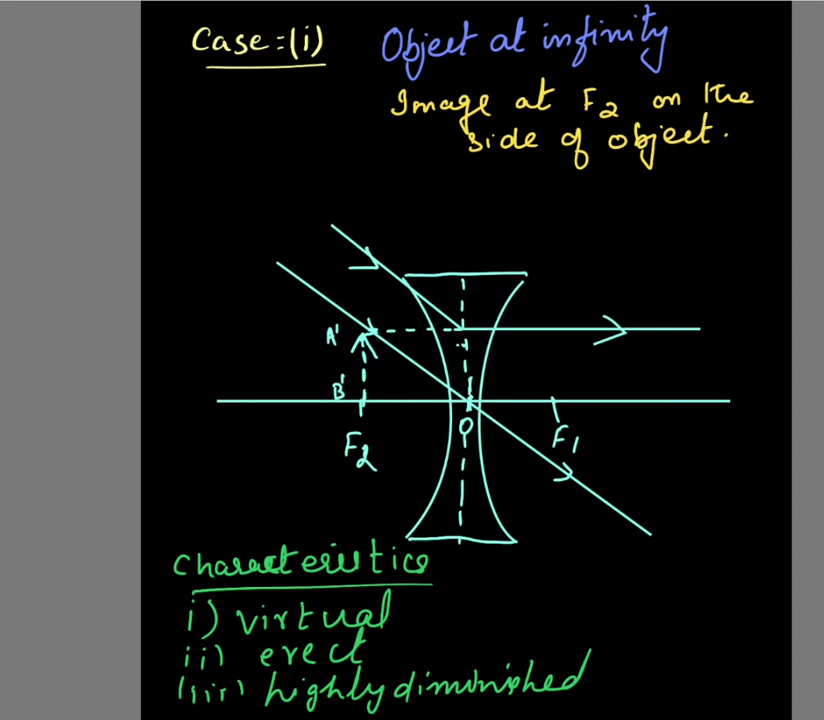 Case:(i) Object at infinity
Image at F2 on the
side of object.
A'
B'
O
F2
F1
Characteristics
i) virtual
ii) erect
(iii) highly diminished